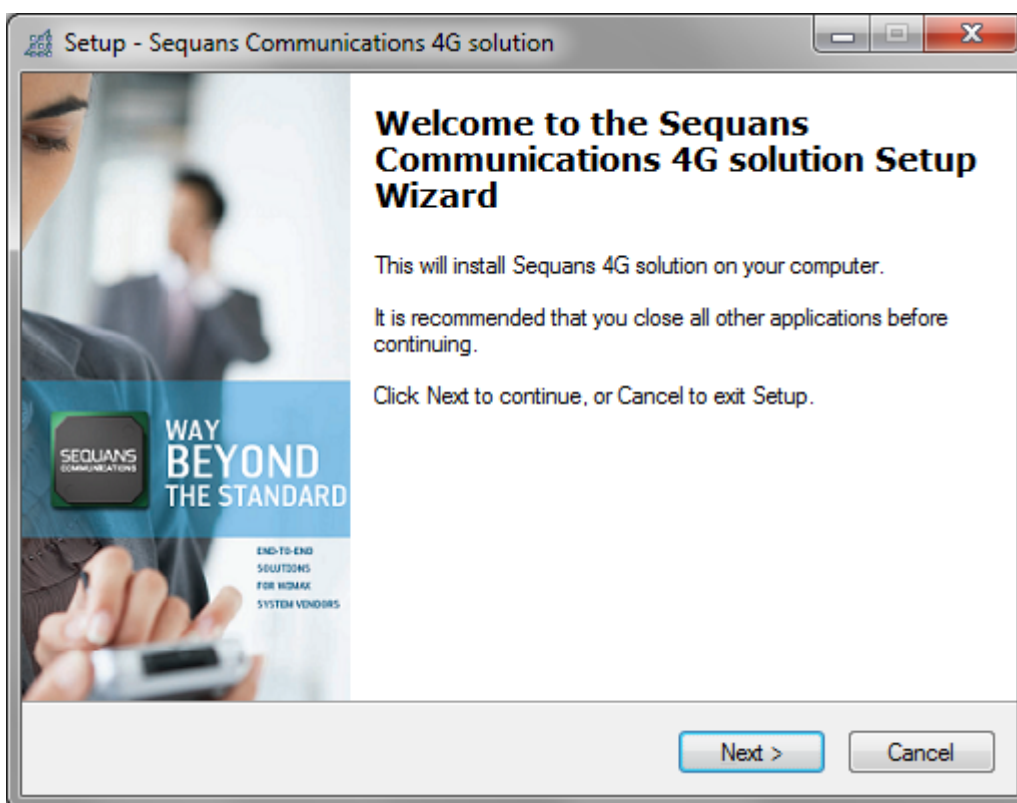 Setup - Sequans Communications 4G solution
Welcome to the Sequans
Communications 4G solution Setup
Wizard
This will install Sequans 4G solution on your computer.
It is recommended that you close all other applications before
continuing.
Click Next to continue, or Cancel to exit Setup.
SEQUANS
COMMUNICATIONS
WAY
BEYOND
THE STANDARD
END-TO-END
SOLUTIONS
FOR WIMAX
SYSTEM VENDORS
Next >
Cancel